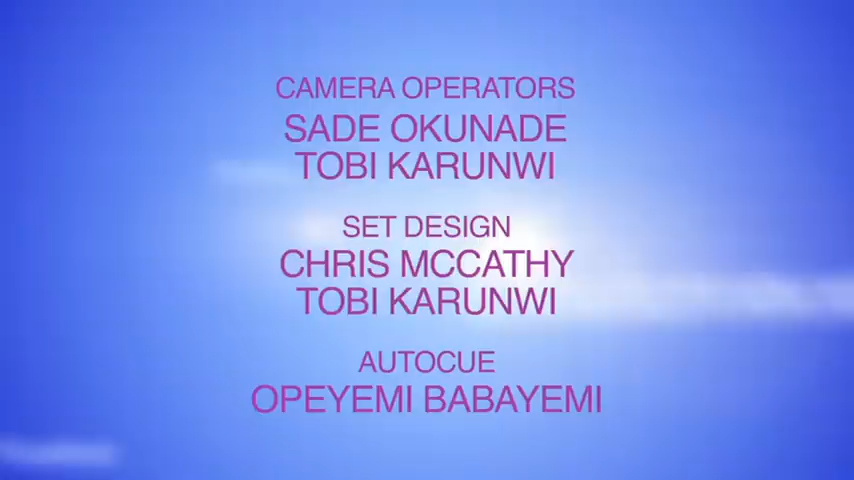 CAMERA OPERATORS
SADE OKUNADE
TOBI KARUNWI
SET DESIGN
CHRIS MCCATHY
TOBI KARUNWI
AUTOCUE
OPEYEMI BABAYEMI